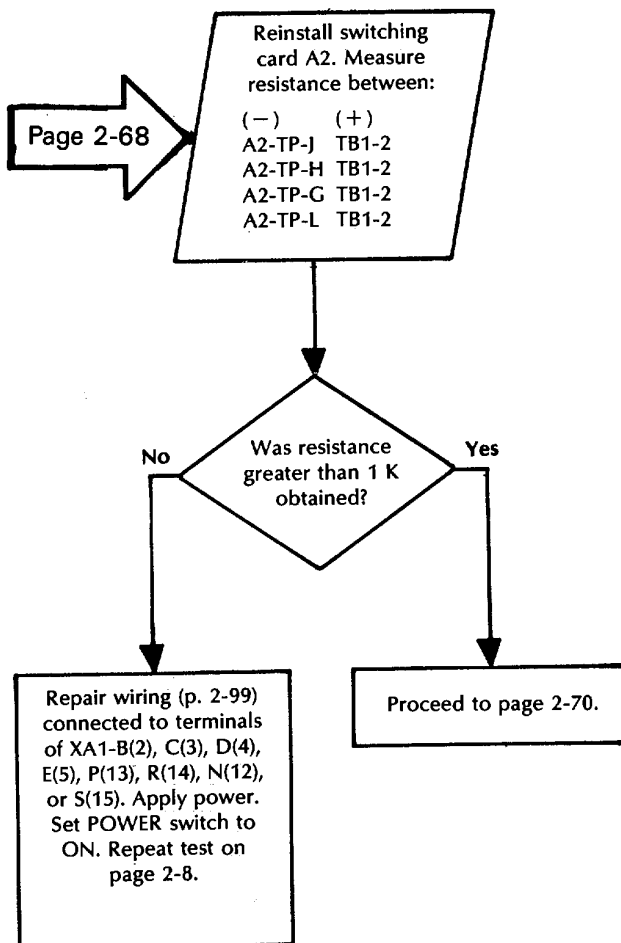 Page 2-68
Reinstall switching
card A2. Measure
resistance between:
(−) (+)
A2-TP-J TB1-2
A2-TP-H TB1-2
A2-TP-G TB1-2
A2-TP-L TB1-2
No
Was resistance
greater than 1 K
obtained?
Yes
Repair wiring (p. 2-99)
connected to terminals
of XA1-B(2), C(3), D(4),
E(5), P(13), R(14), N(12),
or S(15). Apply power.
Set POWER switch to
ON. Repeat test on
page 2-8.
Proceed to page 2-70.